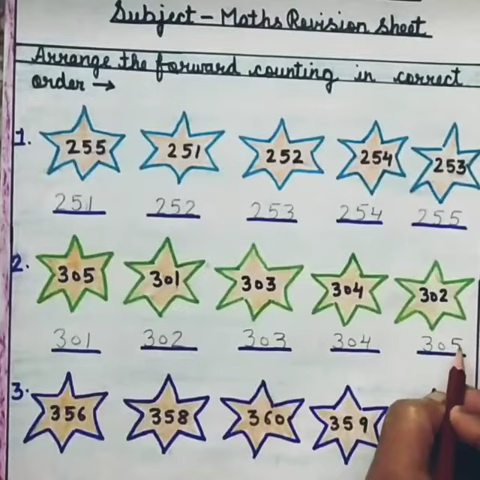 Subject - Maths Revision Sheet
Arrange the forward counting in correct
order →
1. 255 251 252 254 253
251 252 253 254 255
2. 305 301 303 304 302
301 302 303 304 305
3. 356 358 360 359